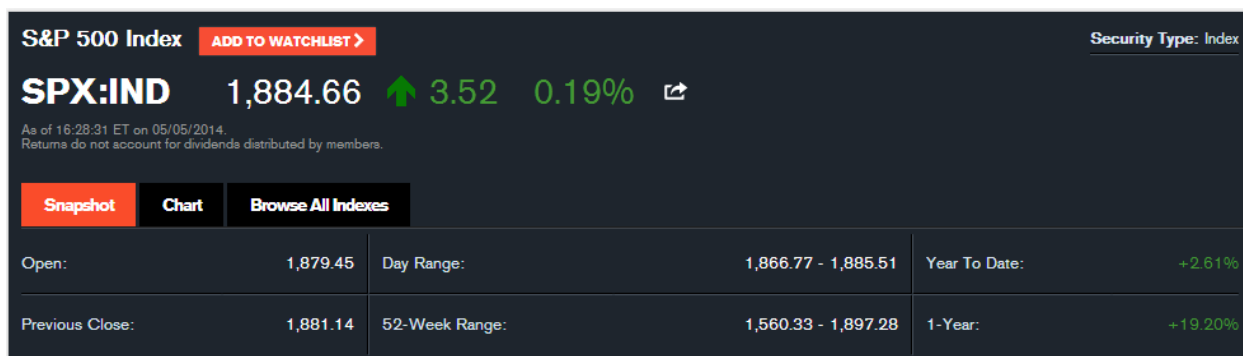 S&P 500 Index ADD TO WATCHLIST Security Type: Index
SPX:IND 1,884.66 3.52 0.19%
As of 16:28:31 ET on 05/05/2014.
Returns do not account for dividends distributed by members.
Snapshot Chart Browse All Indexes
Open: 1,879.45 Day Range: 1,866.77 - 1,885.51 Year To Date: +2.61%
Previous Close: 1,881.14 52-Week Range: 1,560.33 - 1,897.28 1-Year: +19.20%